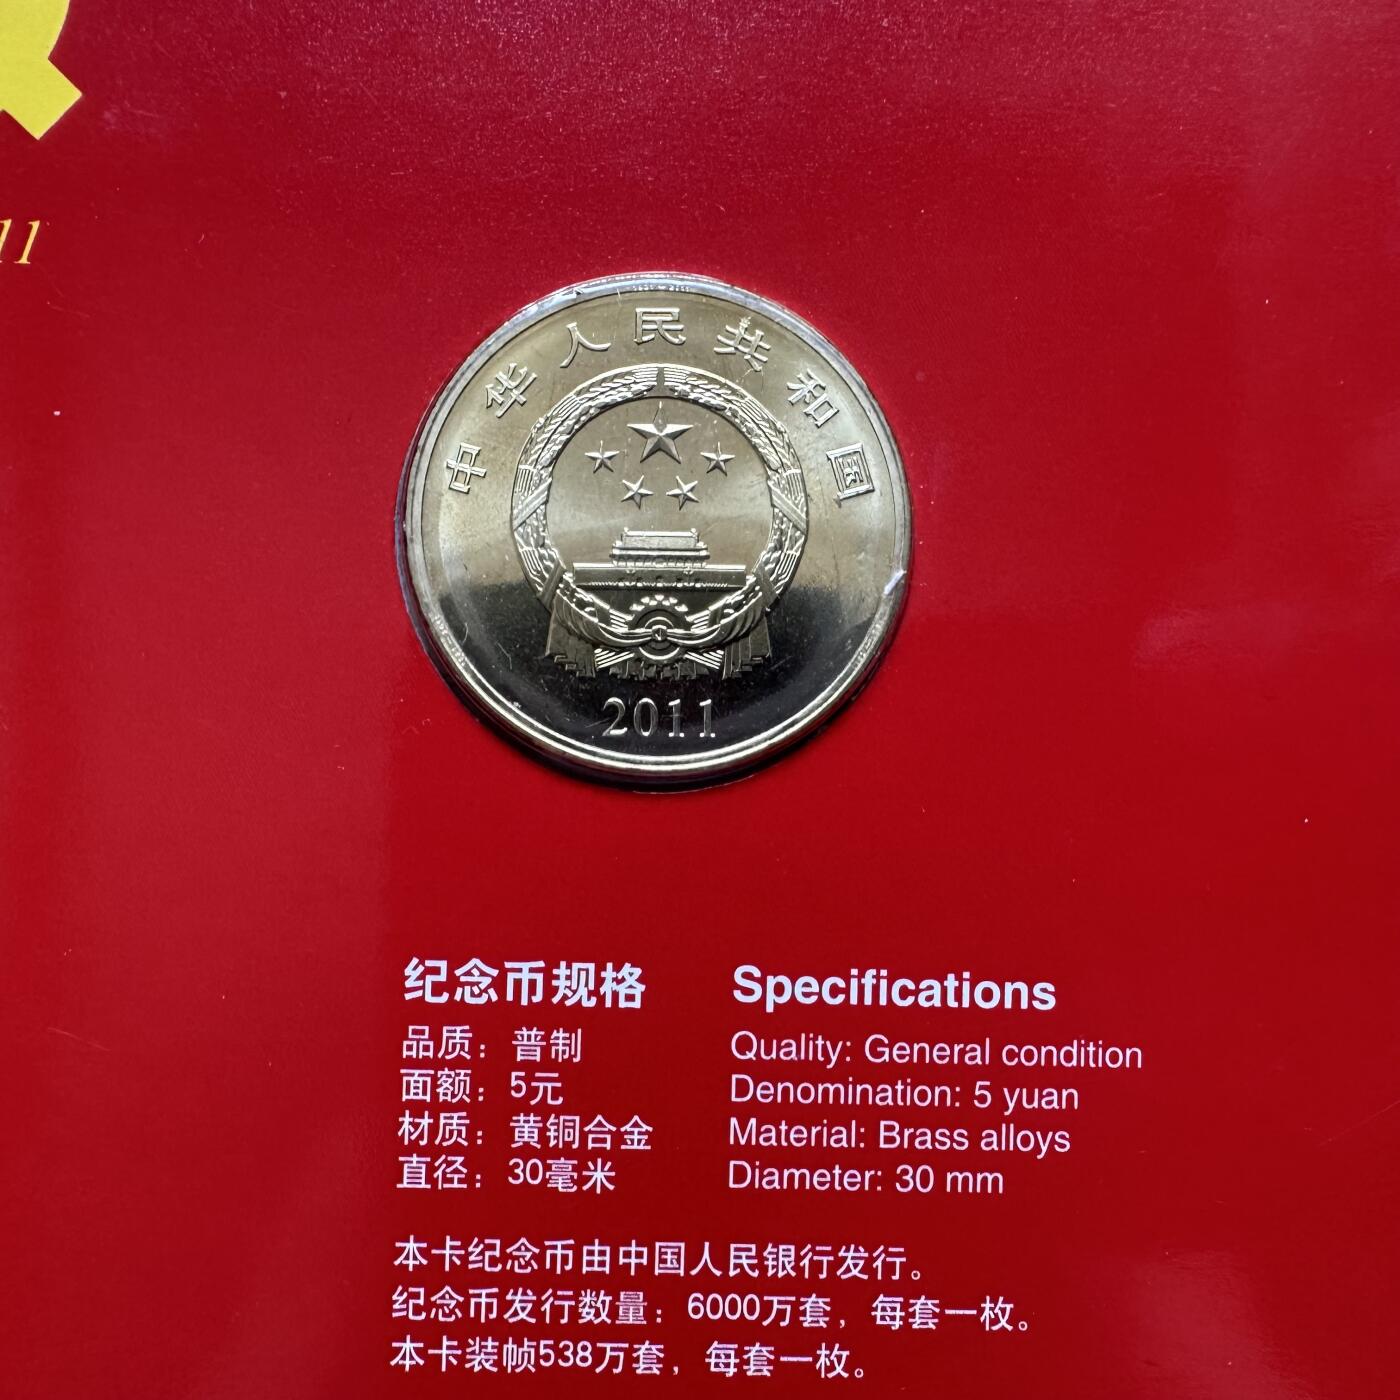 11
中华人民共和国
2011
纪念币规格
品质：普制
面额：5元
材质：黄铜合金
直径：30毫米
Specifications
Quality: General condition
Denomination: 5 yuan
Material: Brass alloys
Diameter: 30 mm
本卡纪念币由中国人民银行发行。
纪念币发行数量：6000万套，每套一枚。
本卡装帧538万套，每套一枚。